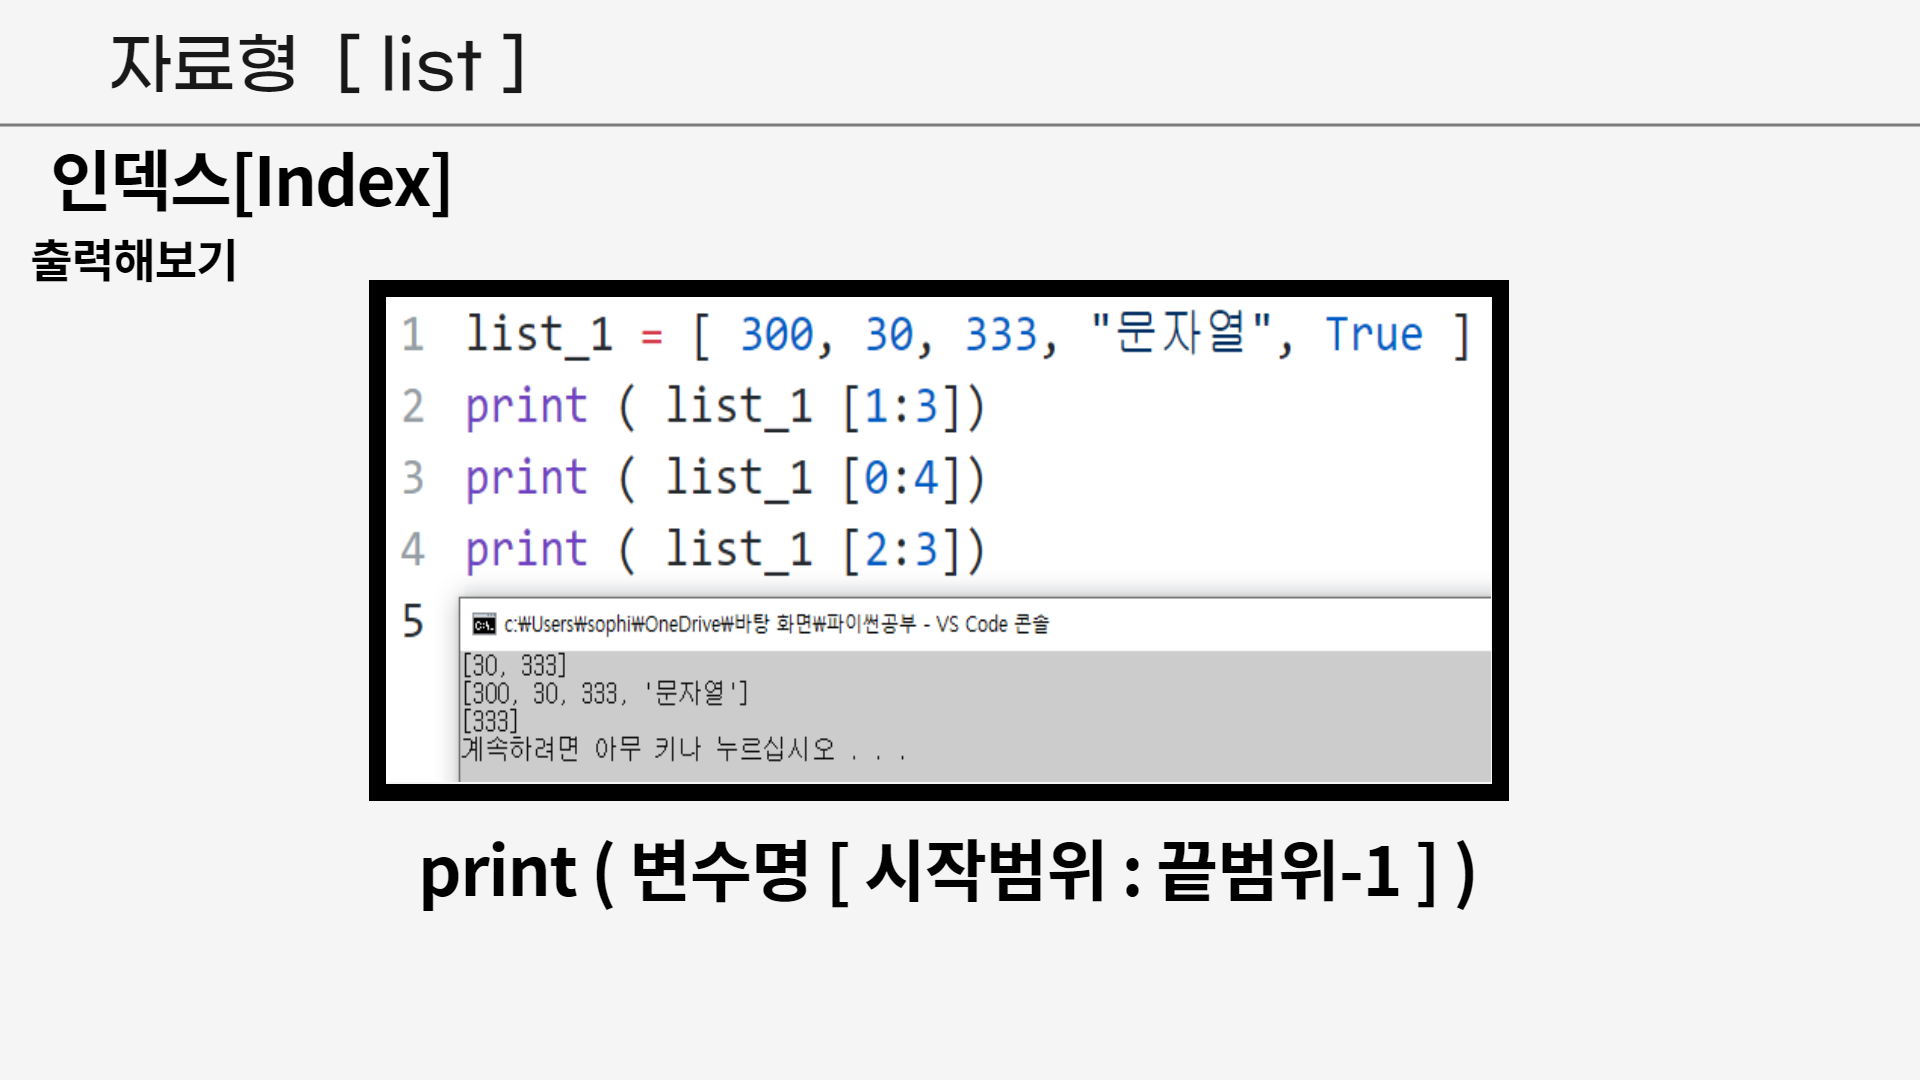 자료형 [ list ]
인덱스[Index]
출력해보기
1 list_1 = [ 300, 30, 333, "문자열", True ]
2 print ( list_1 [1:3])
3 print ( list_1 [0:4])
4 print ( list_1 [2:3])
5
c:₩Users₩sophi₩OneDrive₩바탕 화면₩파이썬공부 - VS Code 콘솔
[30, 333]
[300, 30, 333, '문자열']
[333]
계속하려면 아무 키나 누르십시오 . . .
print ( 변수명 [ 시작범위 : 끝범위-1 ] )